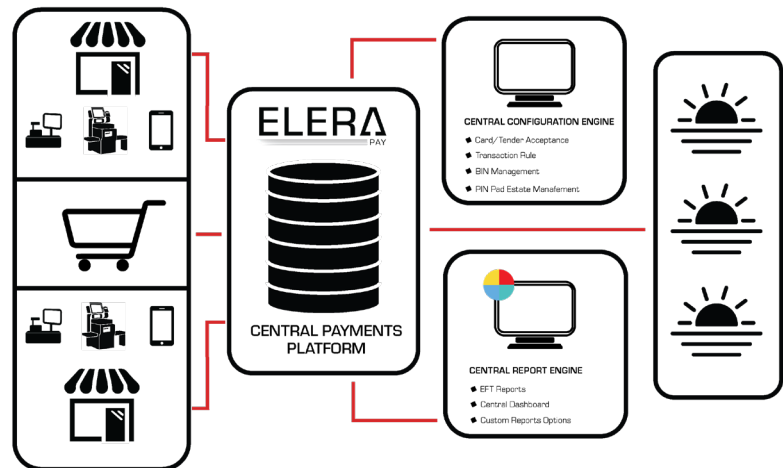 ELERA
PAY
CENTRAL PAYMENTS
PLATFORM
CENTRAL CONFIGURATION ENGINE
◆ Card/Tender Acceptance
◆ Transaction Rule
◆ BIN Management
◆ PIN Pad Estate Manafement
CENTRAL REPORT ENGINE
◆ EFT Reports
◆ Central Dashboard
◆ Custom Reports Options